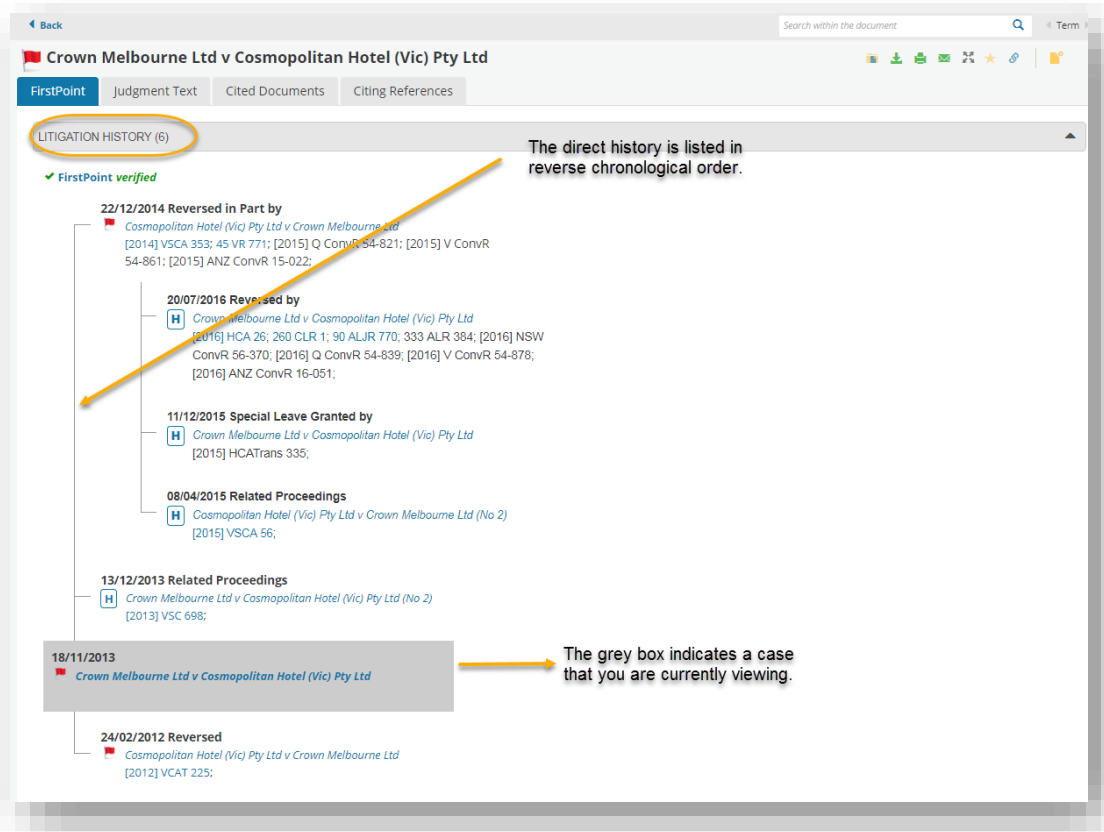 Back
Search within the document
Term
Crown Melbourne Ltd v Cosmopolitan Hotel (Vic) Pty Ltd
FirstPoint
Judgment Text
Cited Documents
Citing References
LITIGATION HISTORY (6)
The direct history is listed in
reverse chronological order.
FirstPoint verified
22/12/2014 Reversed in Part by
Cosmopolitan Hotel (Vic) Pty Ltd v Crown Melbourne Ltd
[2014] VSCA 353; 45 VR 771; [2015] Q ConvR 54-821; [2015] V ConvR
54-861; [2015] ANZ ConvR 15-022;
20/07/2016 Reversed by
H Crown Melbourne Ltd v Cosmopolitan Hotel (Vic) Pty Ltd
[2016] HCA 26; 260 CLR 1; 90 ALJR 770; 333 ALR 384; [2016] NSW
ConvR 56-370; [2016] Q ConvR 54-839; [2016] V ConvR 54-878;
[2016] ANZ ConvR 16-051;
11/12/2015 Special Leave Granted by
H Crown Melbourne Ltd v Cosmopolitan Hotel (Vic) Pty Ltd
[2015] HCATrans 335;
08/04/2015 Related Proceedings
H Cosmopolitan Hotel (Vic) Pty Ltd v Crown Melbourne Ltd (No 2)
[2015] VSCA 56;
13/12/2013 Related Proceedings
H Crown Melbourne Ltd v Cosmopolitan Hotel (Vic) Pty Ltd (No 2)
[2013] VSC 698;
18/11/2013
Crown Melbourne Ltd v Cosmopolitan Hotel (Vic) Pty Ltd
The grey box indicates a case
that you are currently viewing.
24/02/2012 Reversed
Cosmopolitan Hotel (Vic) Pty Ltd v Crown Melbourne Ltd
[2012] VCAT 225;